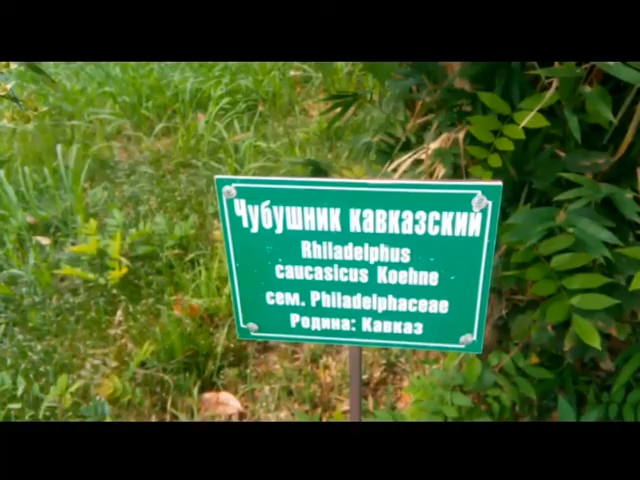 Чубушник кавказский
Rhiladelphus
caucasicus Koehne
сем. Philadelphaceae
Родина: Кавказ